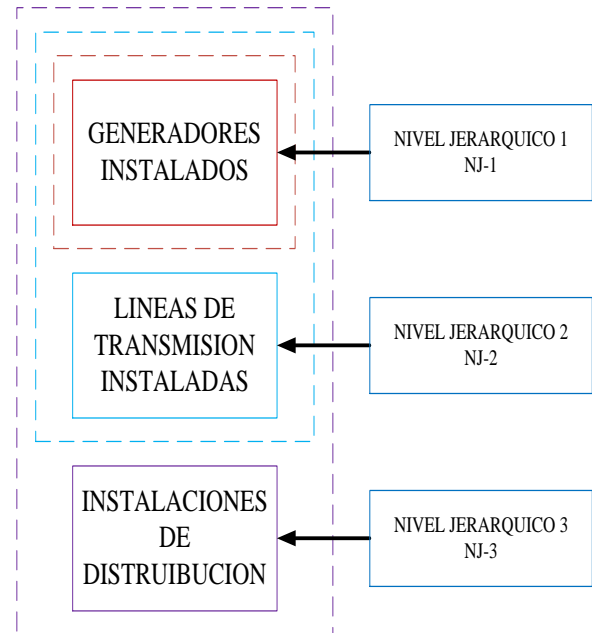 GENERADORES
INSTALADOS
NIVEL JERARQUICO 1
NJ-1
LINEAS DE
TRANSMISION
INSTALADAS
NIVEL JERARQUICO 2
NJ-2
INSTALACIONES
DE
DISTRUIBUCION
NIVEL JERARQUICO 3
NJ-3